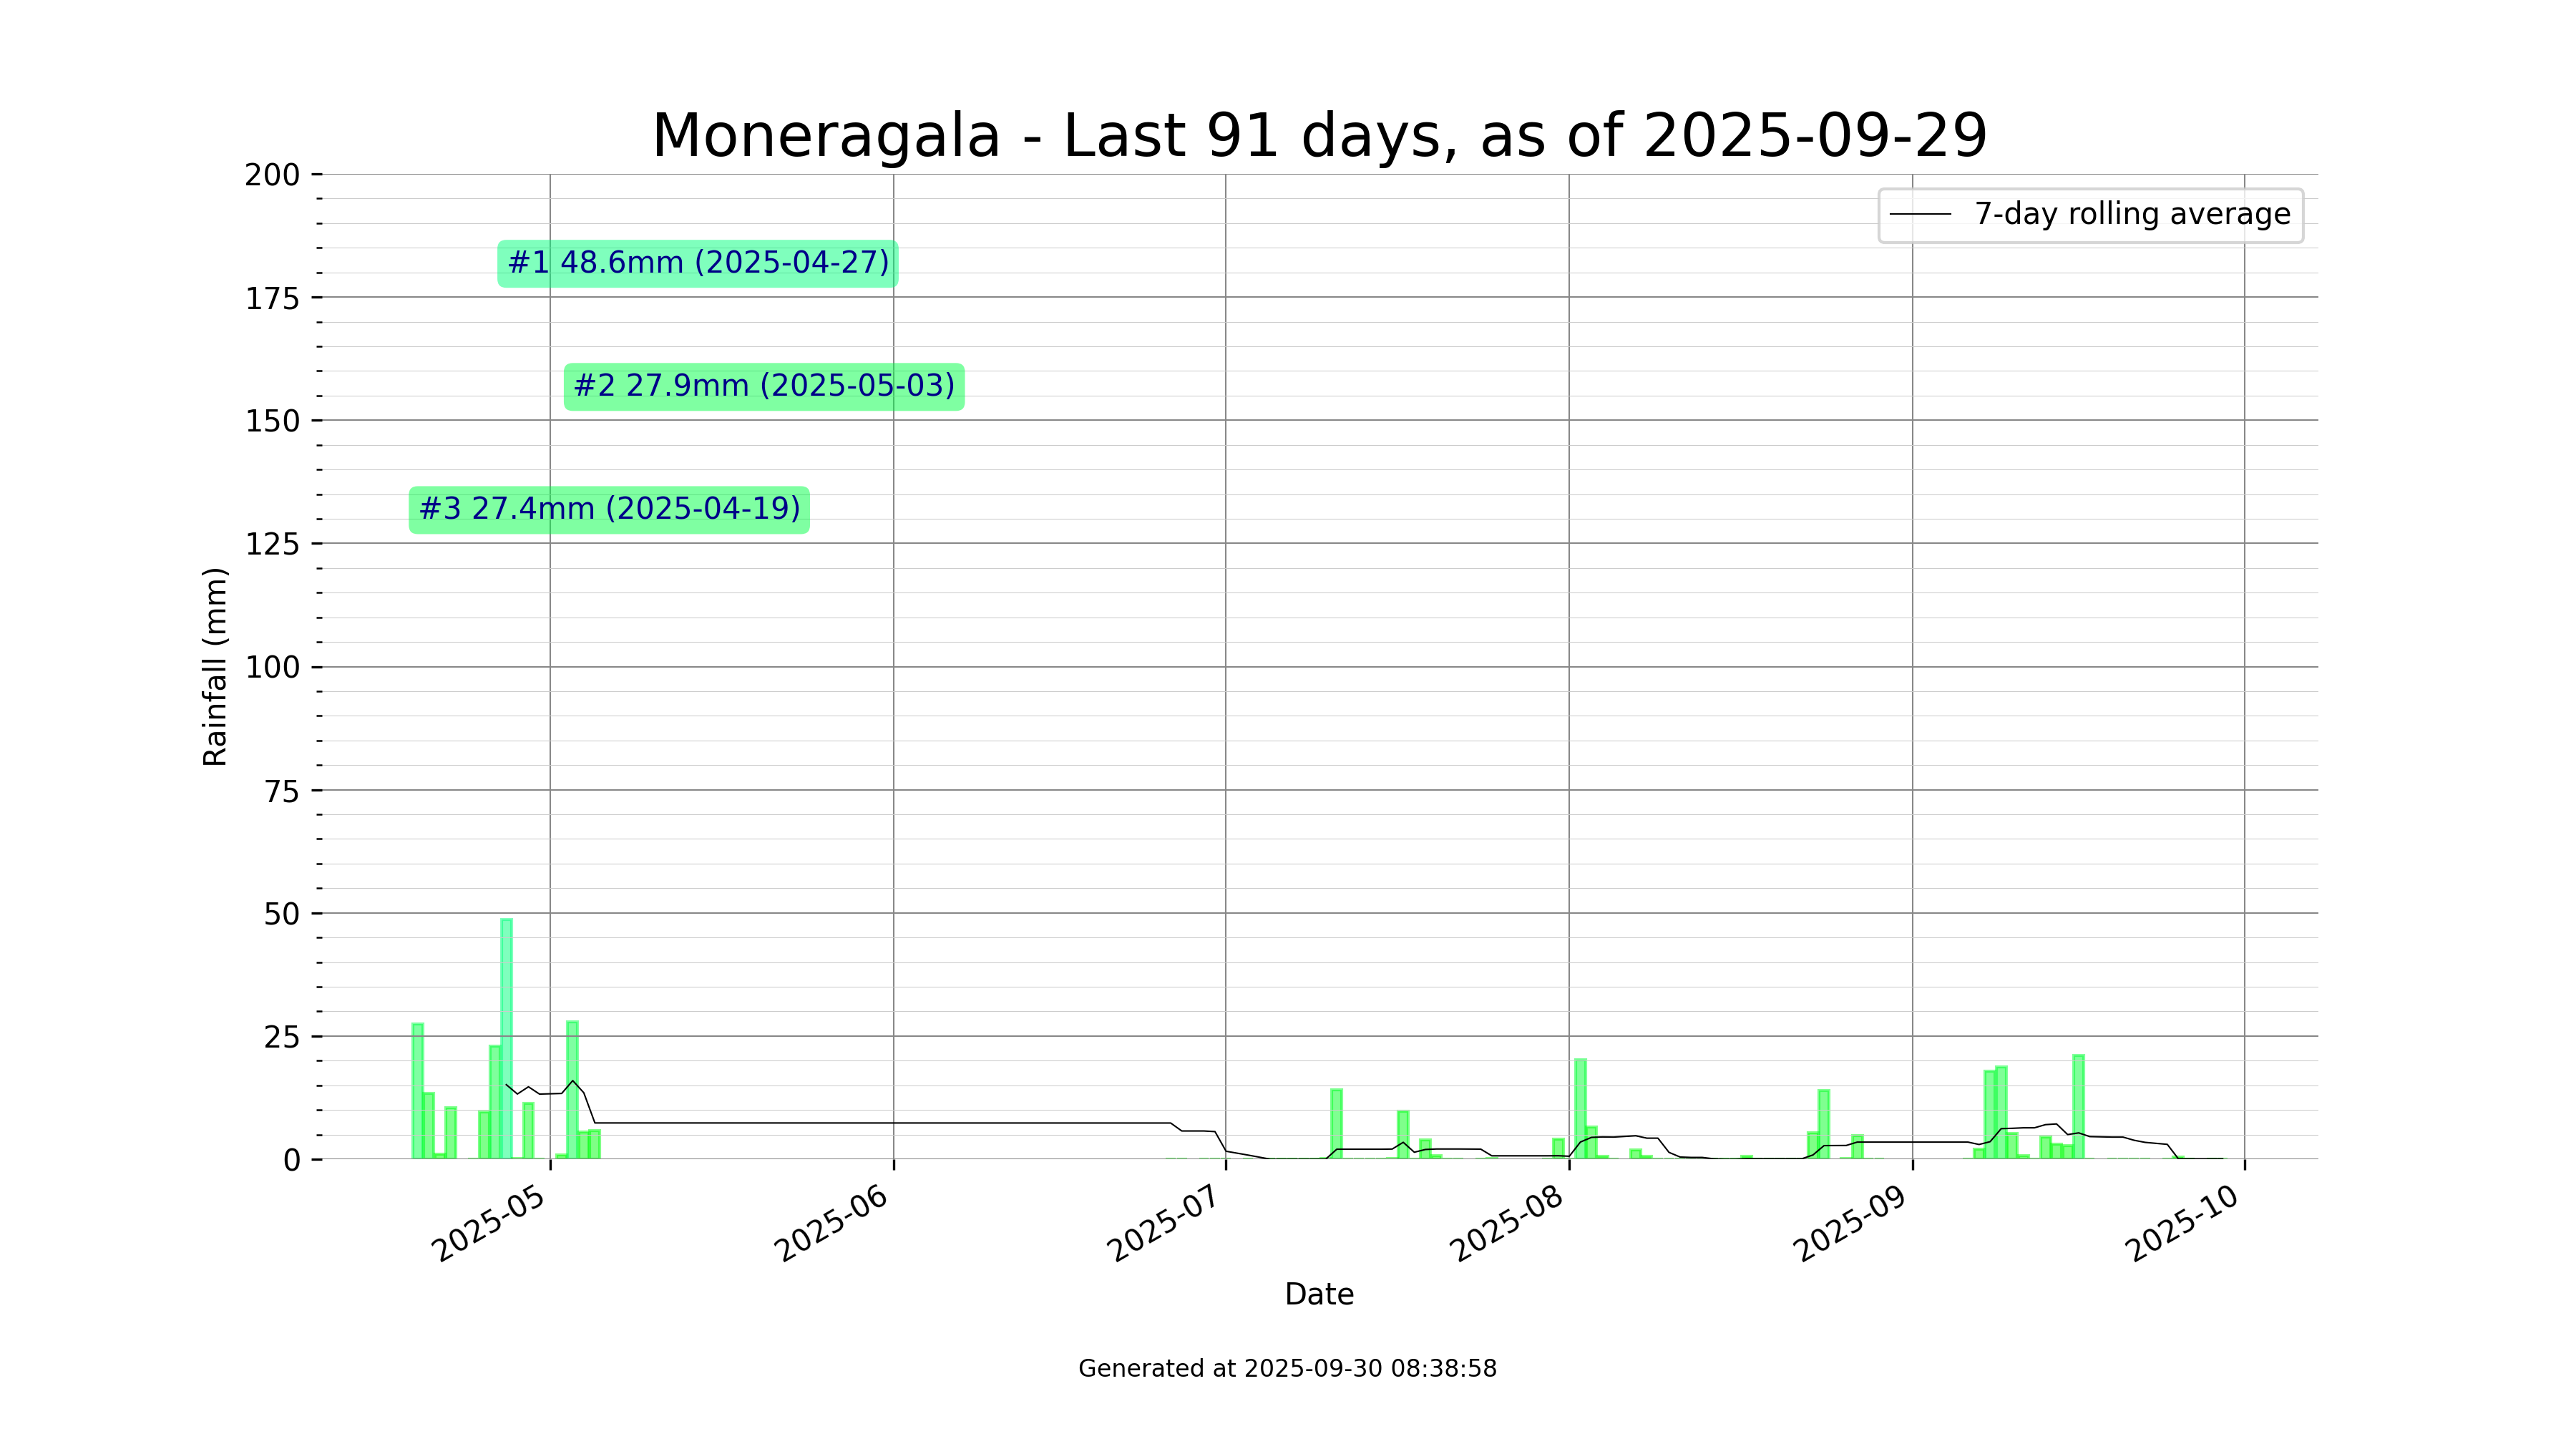 Moneragala - Last 91 days, as of 2025-09-29
200
175
150
125
100
75
50
25
0
Rainfall (mm)
7-day rolling average
#1 48.6mm (2025-04-27)
#2 27.9mm (2025-05-03)
#3 27.4mm (2025-04-19)
2025-05
2025-06
2025-07
2025-08
2025-09
2025-10
Date
Generated at 2025-09-30 08:38:58